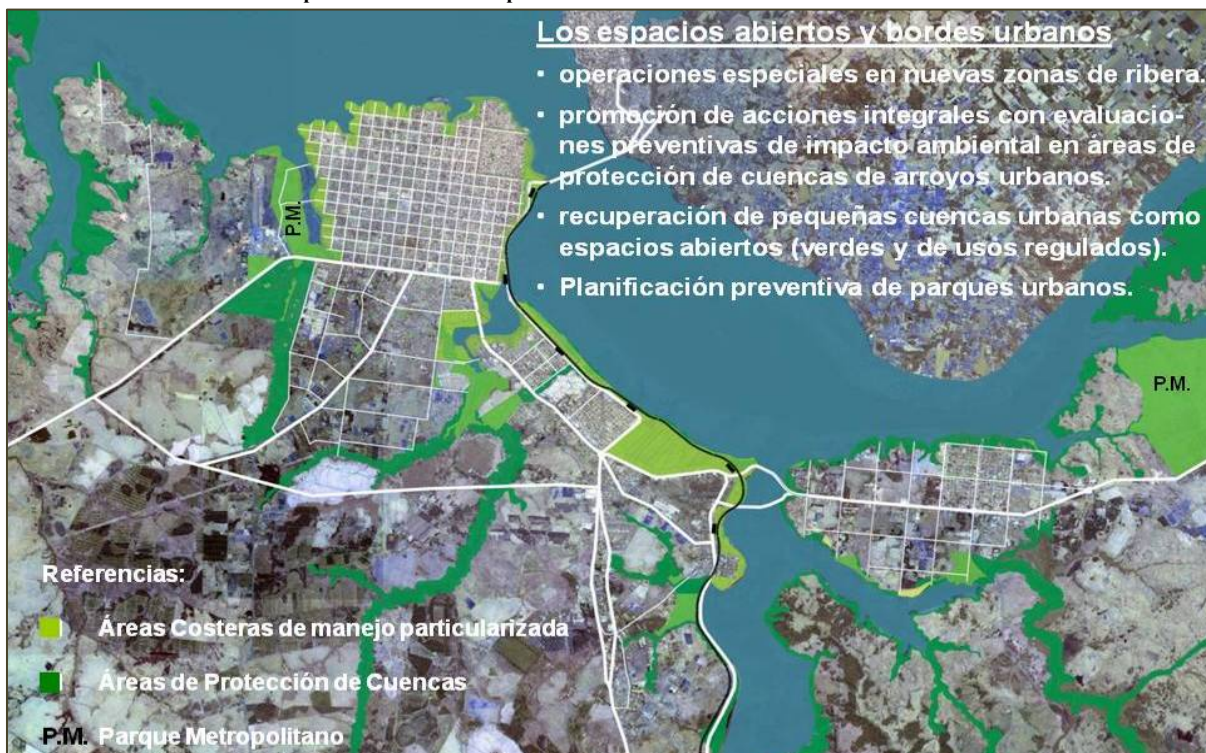 Los espacios abiertos y bordes urbanos
• operaciones especiales en nuevas zonas de ribera.
• promoción de acciones integrales con evaluacio-
nes preventivas de impacto ambiental en áreas de
protección de cuencas de arroyos urbanos.
• recuperación de pequeñas cuencas urbanas como
espacios abiertos (verdes y de usos regulados).
• Planificación preventiva de parques urbanos.
P.M.
P.M.
Referencias:
Áreas Costeras de manejo particularizada
Áreas de Protección de Cuencas
P.M. Parque Metropolitano